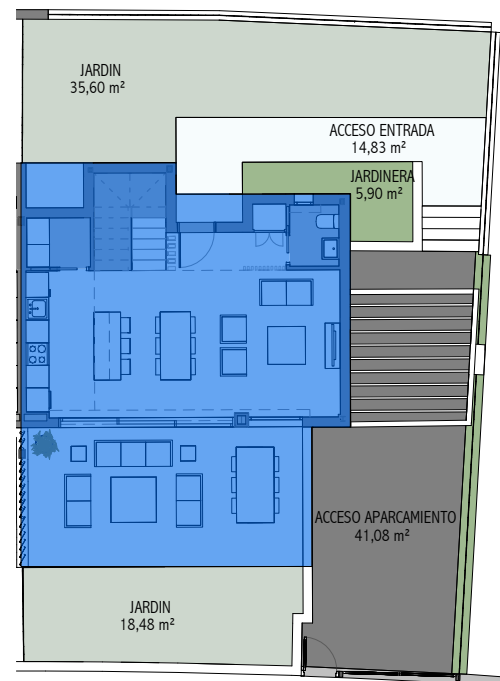 JARDIN
35,60 m²
ACCESO ENTRADA
14,83 m²
JARDINERA
5,90 m²
ACCESO APARCAMIENTO
41,08 m²
JARDIN
18,48 m²